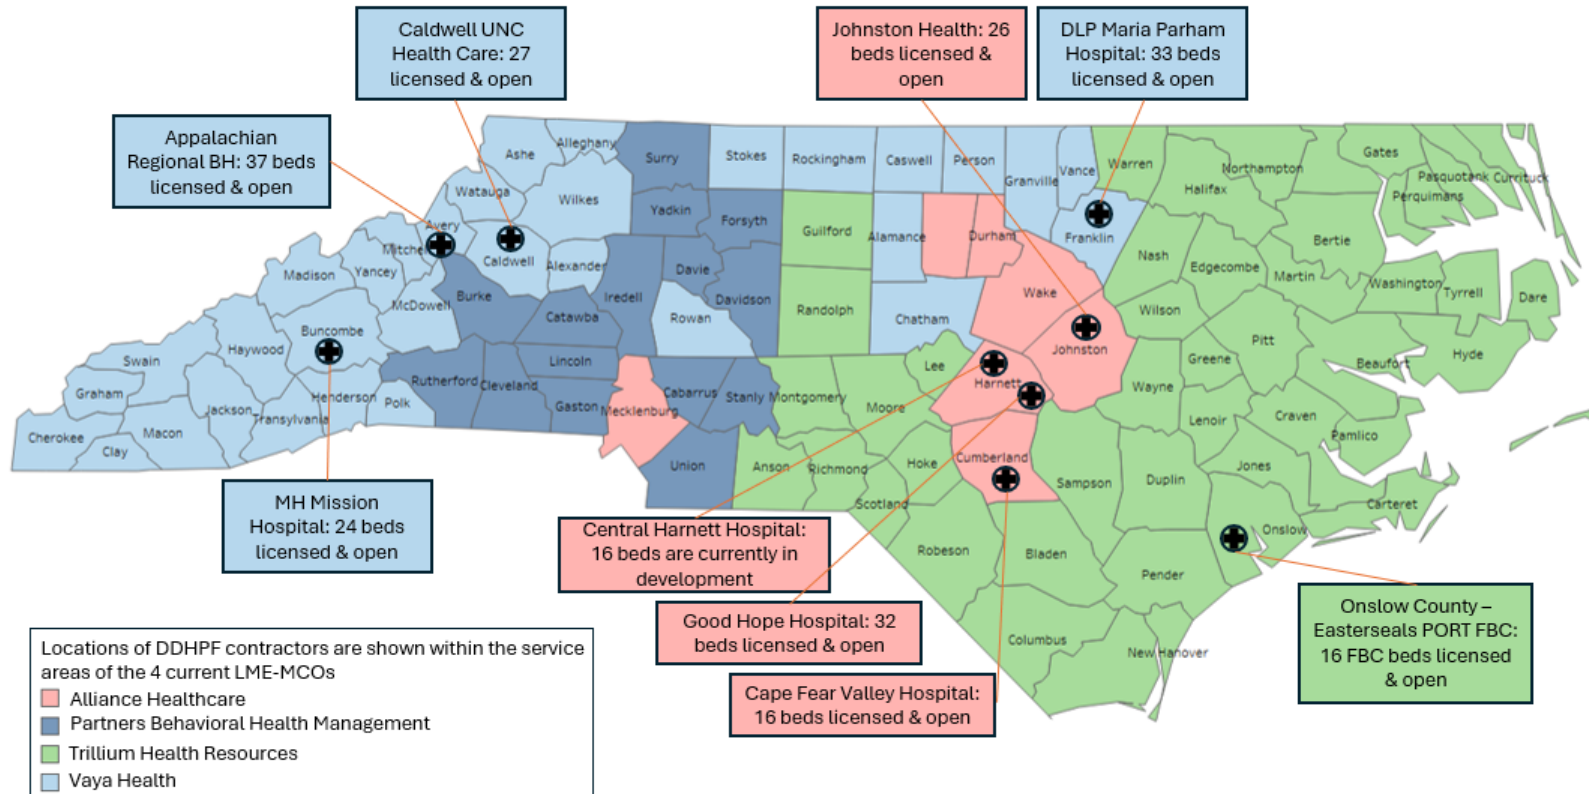 Caldwell UNC
Health Care: 27
licensed & open
Johnston Health: 26
beds licensed &
open
DLP Maria Parham
Hospital: 33 beds
licensed & open
Appalachian
Regional BH: 37 beds
licensed & open
Ashe
Alleghany
Surry
Stokes
Rockingham
Caswell
Person
Granville
Vance
Warren
Northampton
Halifax
Gates
Pasquotank
Currituck
Perquimans
Watauga
Wilkes
Yadkin
Forsyth
Guilford
Alamance
Durham
Franklin
Bertie
Avery
Mitchel
Caldwell
Alexander
Davie
Davidson
Iredell
Nash
Edgecombe
Martin
Washington
Tyrrell
Dare
Madison
Yancey
McDowell
Burke
Catawba
Rowan
Randolph
Chatham
Wake
Wilson
Buncombe
Haywood
Swain
Lincoln
Lee
Johnston
Greene
Pitt
Beaufort
Hyde
Graham
Rutherford
Cleveland
Gaston
Mecklenburg
Cabarrus
Stanly
Montgomery
Moore
Harnett
Wayne
Lenoir
Craven
Pamlico
Henderson
Polk
Jackson
Transylvania
Macon
Cherokee
Clay
Union
Anson
Richmond
Hoke
Scotland
Cumberland
Sampson
Duplin
Jones
Carteret
Onslow
Robeson
Bladen
Pender
Columbus
New Hanover
MH Mission
Hospital: 24 beds
licensed & open
Central Harnett Hospital:
16 beds are currently in
development
Good Hope Hospital: 32
beds licensed & open
Cape Fear Valley Hospital:
16 beds licensed & open
Onslow County –
Easterseals PORT FBC:
16 FBC beds licensed
& open
Locations of DDHPF contractors are shown within the service
areas of the 4 current LME-MCOs
Alliance Healthcare
Partners Behavioral Health Management
Trillium Health Resources
Vaya Health